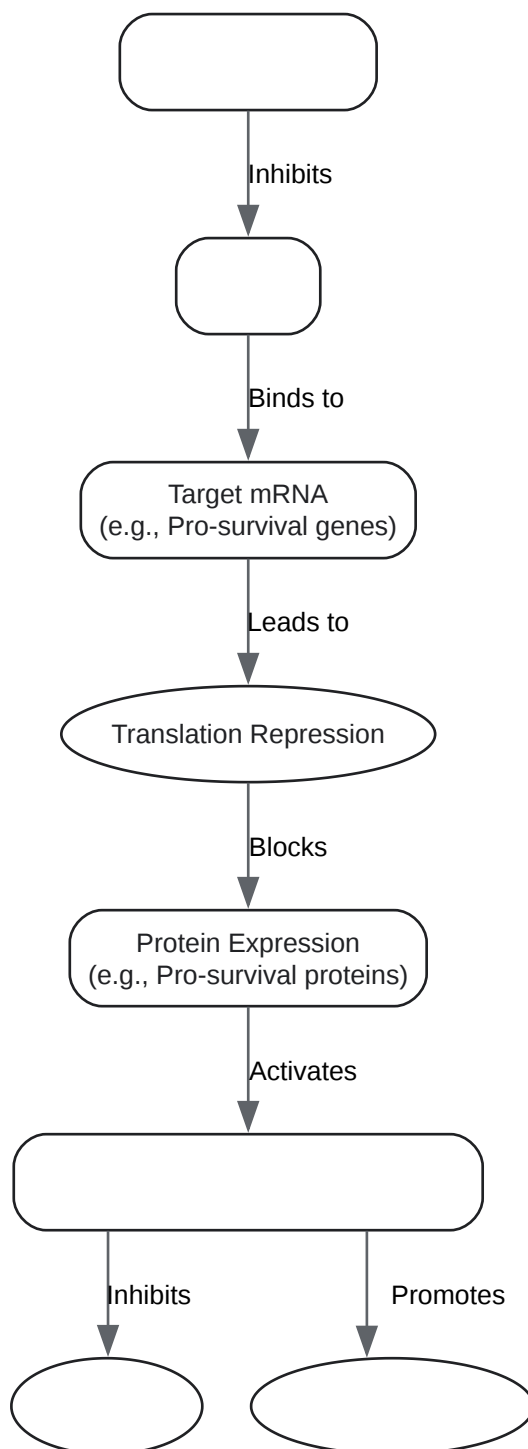 Inhibits
Binds to
Target mRNA
(e.g., Pro-survival genes)
Leads to
Translation Repression
Blocks
Protein Expression
(e.g., Pro-survival proteins)
Activates
Inhibits
Promotes